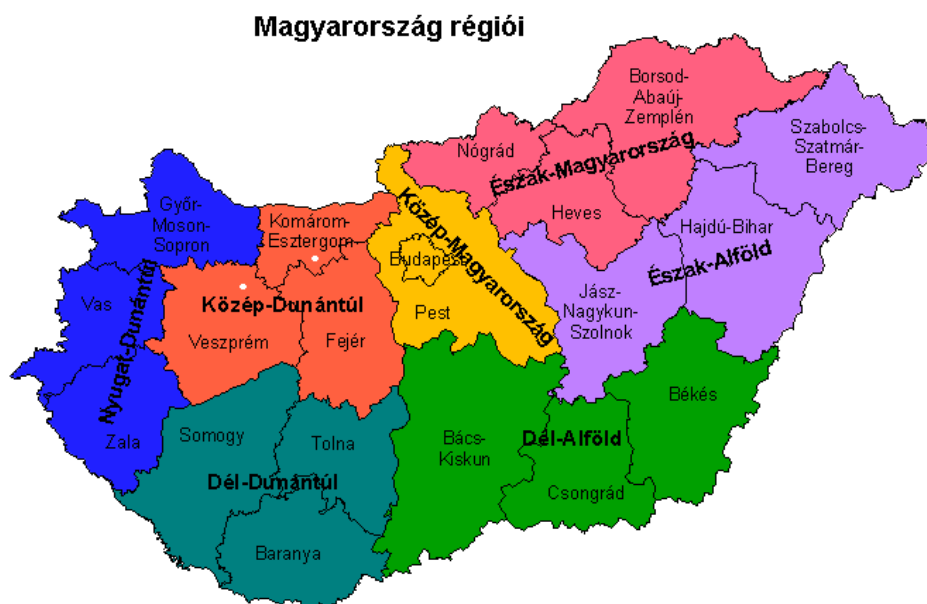 Magyarország régiói
Borsod-
Abaúj-
Zemplén
Szabolcs-
Szatmár-
Bereg
Nógrád
Észak-Magyarország
Heves
Győr-
Moson-
Sopron
Komárom-
Esztergom
Közép-Magyarország
Hajdú-Bihar
Budapest
Észak-Alföld
Vas
Nyugat-Dunántúl
Közép-Dunántúl
Jász-
Nagykun-
Szolnok
Pest
Veszprém
Fejér
Békés
Zala
Somogy
Tolna
Bács-
Kiskun
Dél-Alföld
Dél-Dunántúl
Csongrád
Baranya